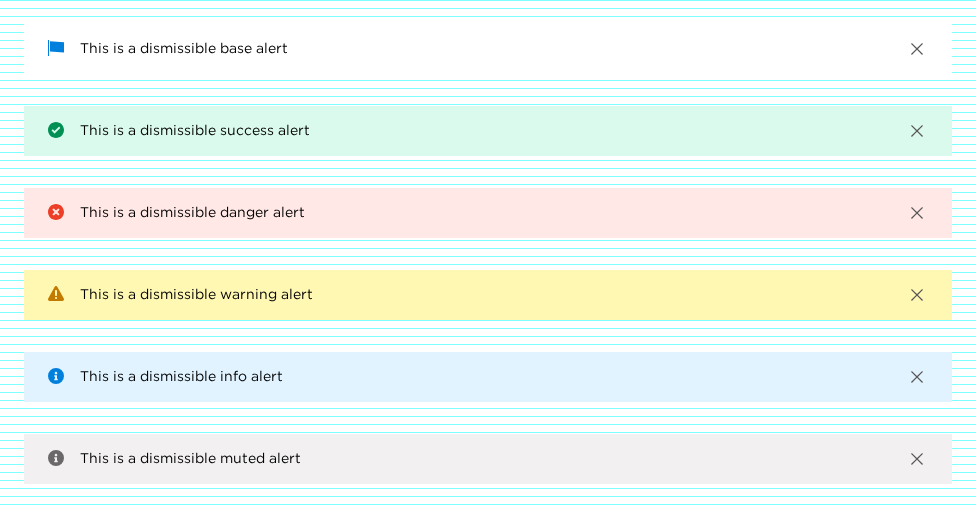 This is a dismissible base alert
This is a dismissible success alert
This is a dismissible danger alert
This is a dismissible warning alert
This is a dismissible info alert
This is a dismissible muted alert